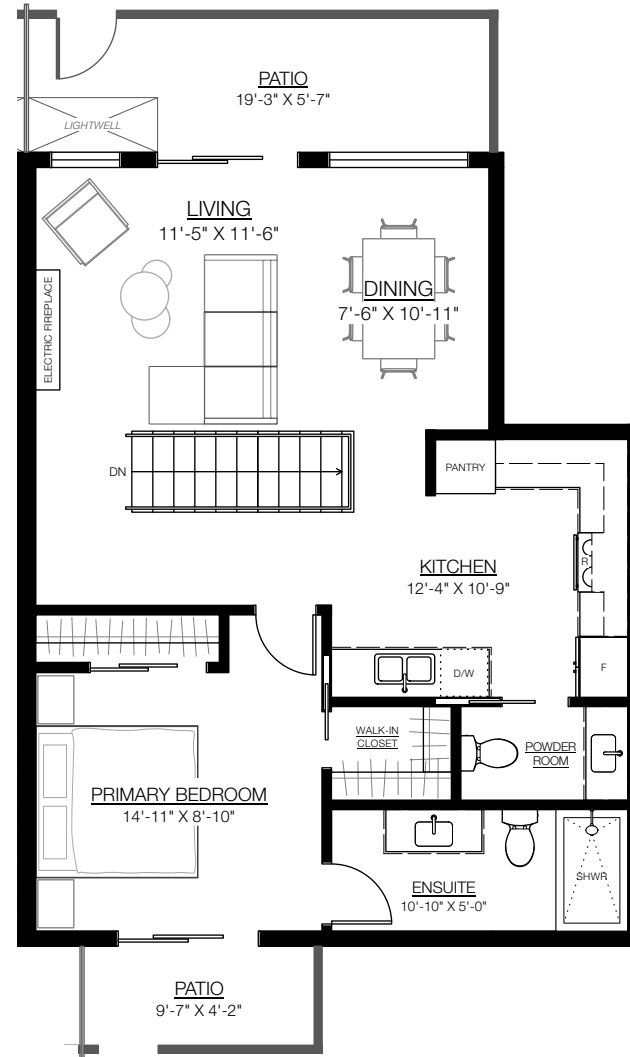 PATIO
19'-3" X 5'-7"
LIGHTWELL
LIVING
11'-5" X 11'-6"
DINING
7'-6" X 10'-11"
ELECTRIC FIREPLACE
DN
PANTRY
KITCHEN
12'-4" X 10'-9"
R
F
D/W
WALK-IN
CLOSET
POWDER
ROOM
PRIMARY BEDROOM
14'-11" X 8'-10"
ENSUITE
10'-10" X 5'-0"
SHWR
PATIO
9'-7" X 4'-2"